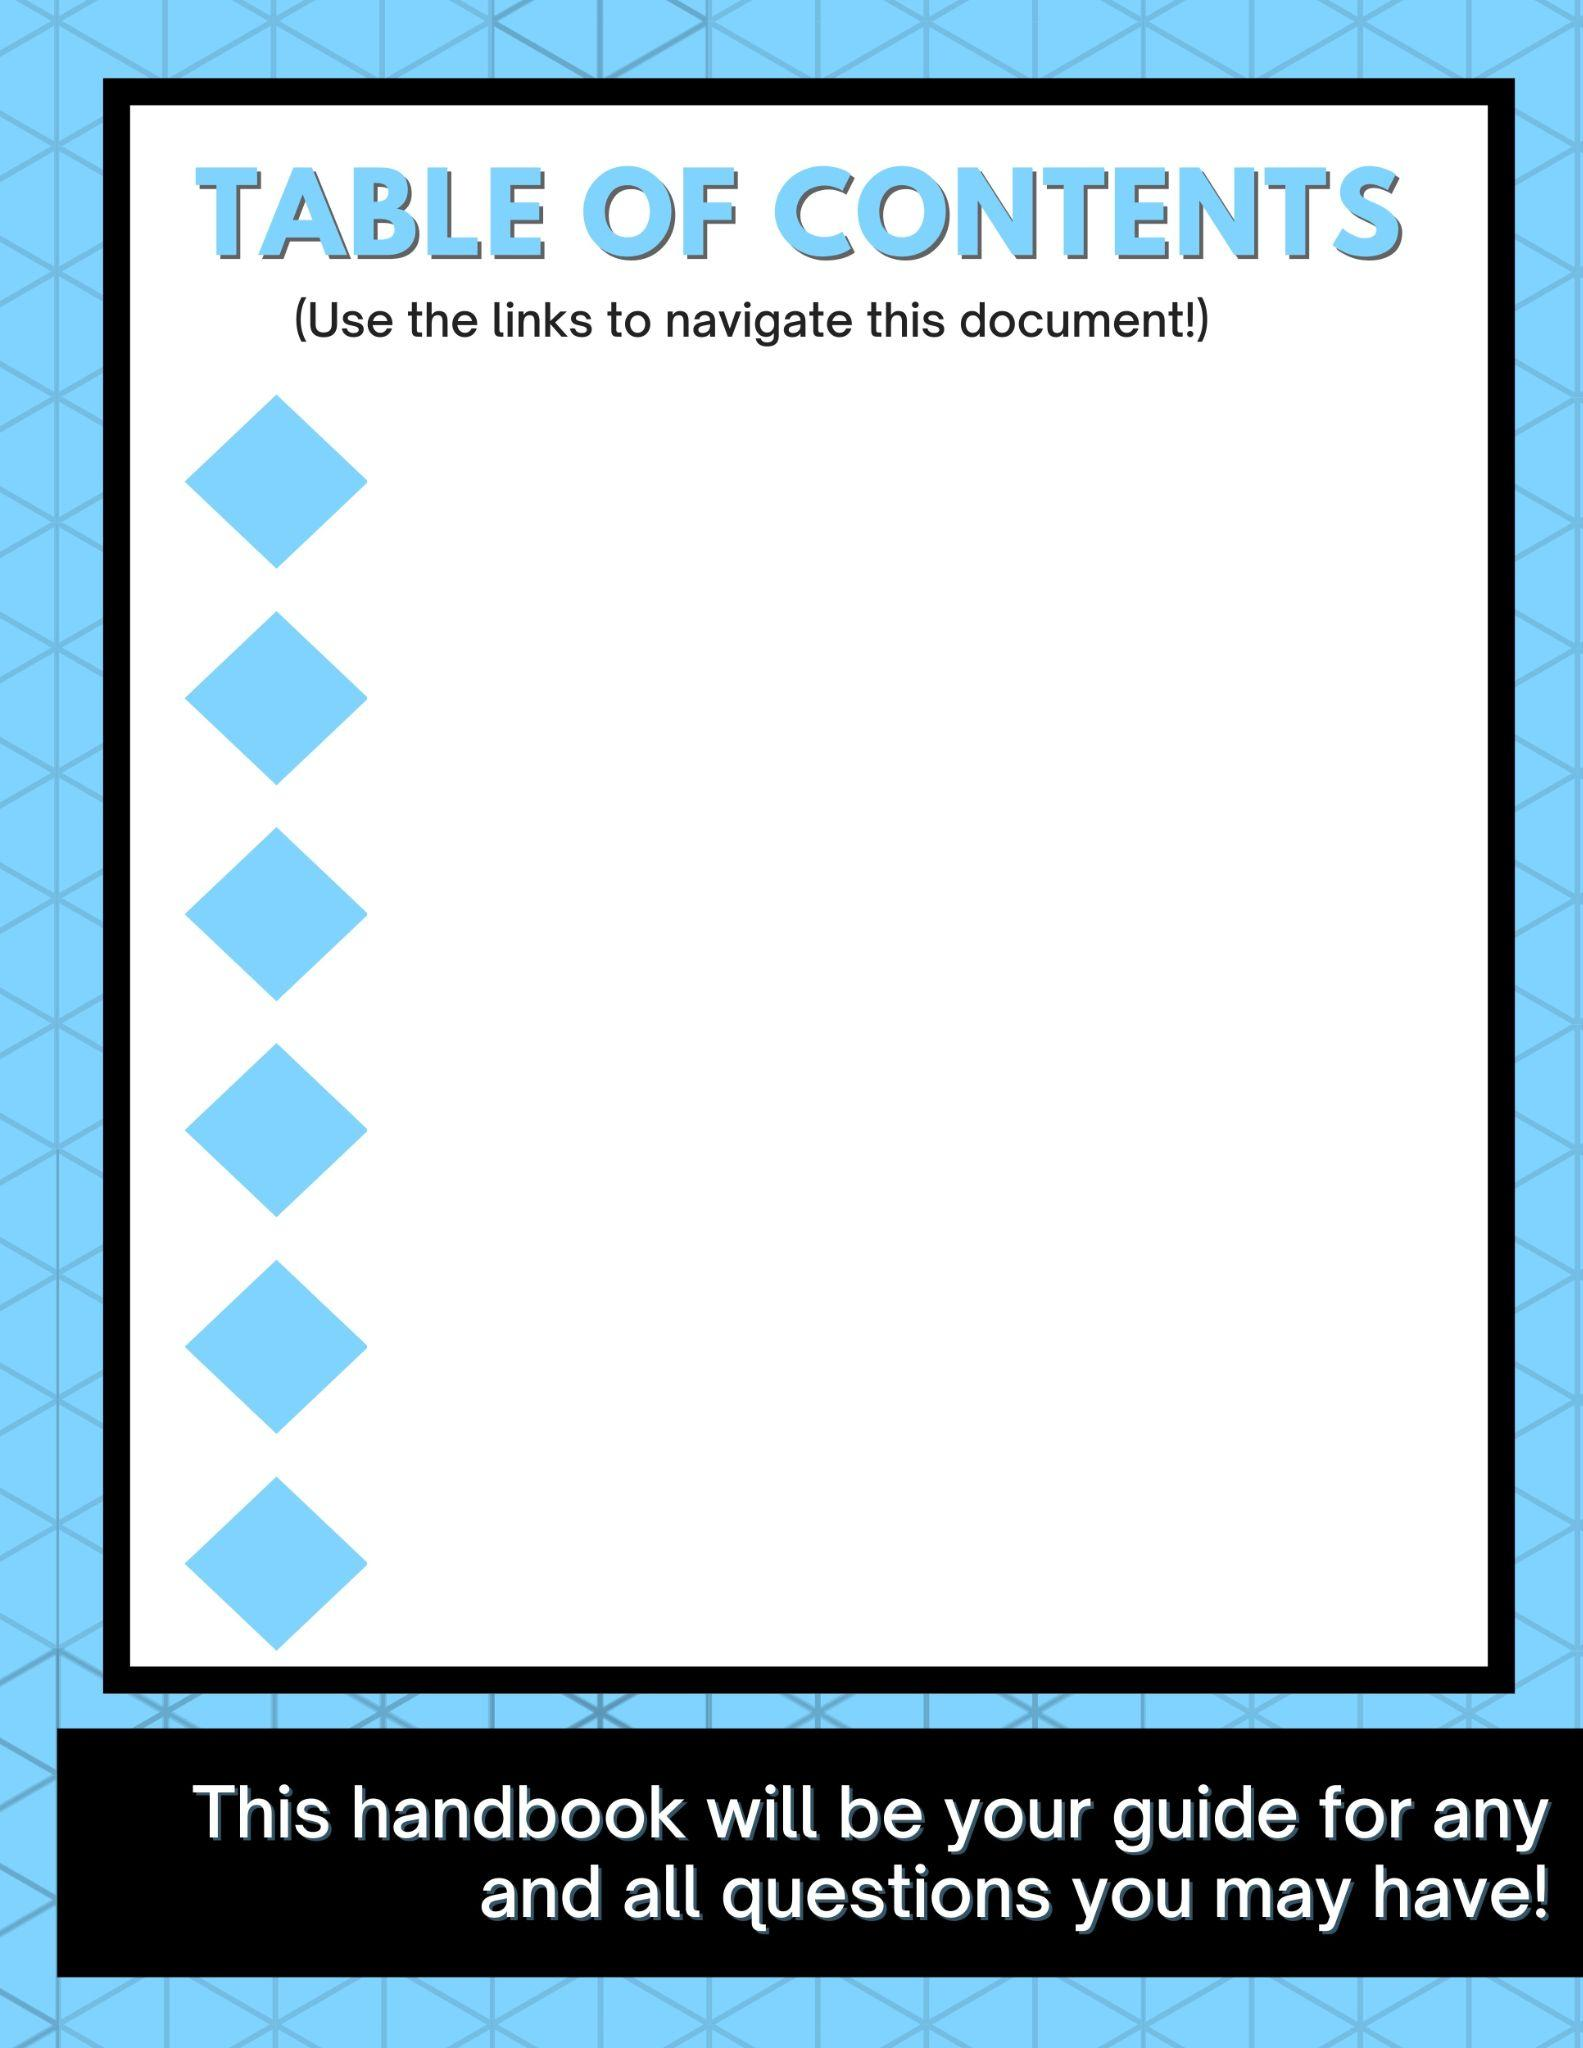 TABLE OF CONTENTS
(Use the links to navigate this document!)
This handbook will be your guide for any
and all questions you may have!